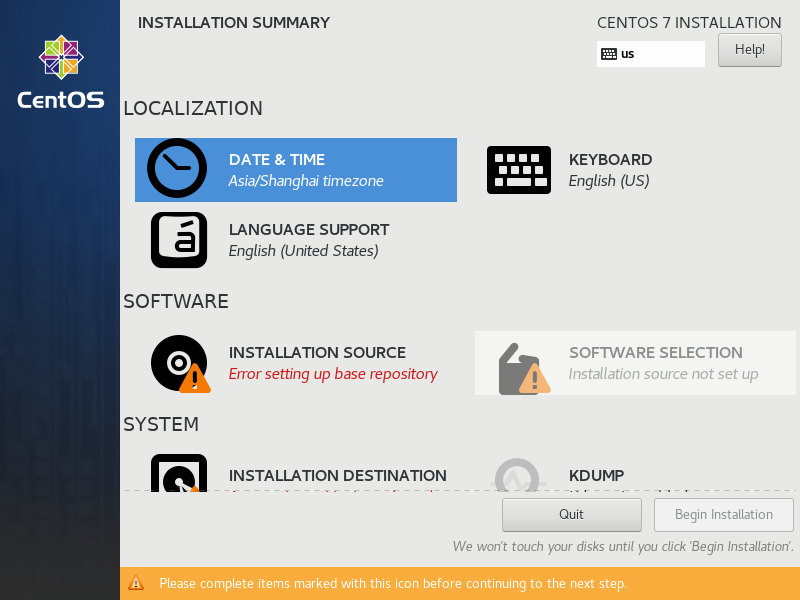 INSTALLATION SUMMARY
CENTOS 7 INSTALLATION
us
Help!
CentOS
LOCALIZATION
DATE & TIME
Asia/Shanghai timezone
KEYBOARD
English (US)
LANGUAGE SUPPORT
English (United States)
SOFTWARE
INSTALLATION SOURCE
Error setting up base repository
SOFTWARE SELECTION
Installation source not set up
SYSTEM
INSTALLATION DESTINATION
KDUMP
Quit
Begin Installation
We won't touch your disks until you click 'Begin Installation'.
Please complete items marked with this icon before continuing to the next step.